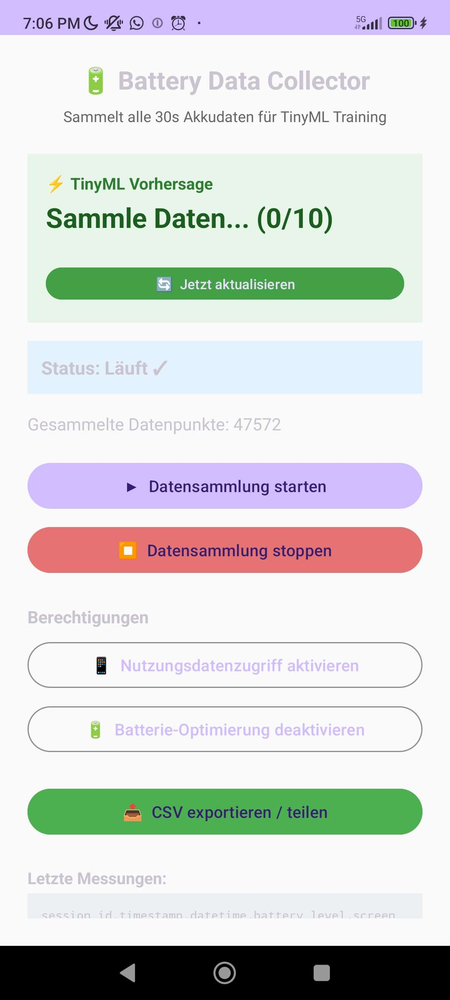 7:06 PM 5G 100
Battery Data Collector
Sammelt alle 30s Akkudaten für TinyML Training
TinyML Vorhersage
Sammle Daten... (0/10)
Jetzt aktualisieren
Status: Läuft ✓
Gesammelte Datenpunkte: 47572
Datensammlung starten
Datensammlung stoppen
Berechtigungen
Nutzungsdatenzugriff aktivieren
Batterie-Optimierung deaktivieren
CSV exportieren / teilen
Letzte Messungen:
session_id,timestamp,datetime,battery_level,screen